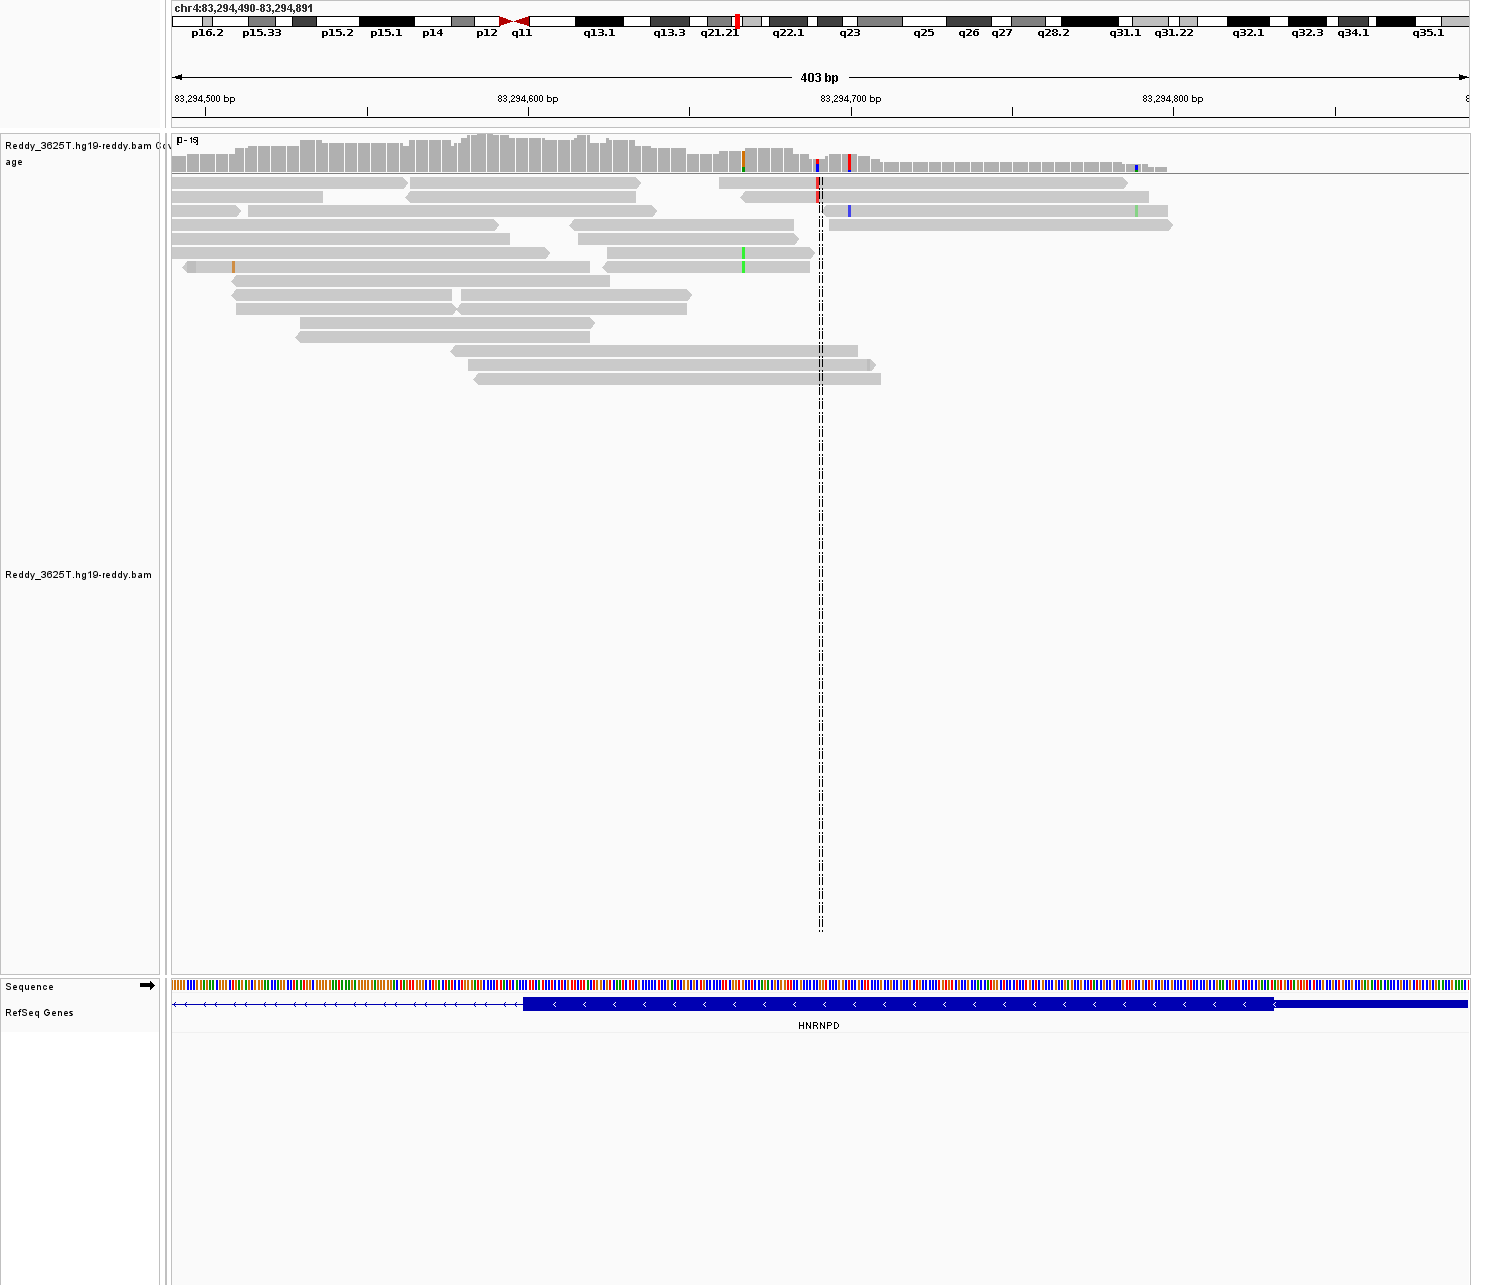 chr4:83,294,490-83,294,891
p16.2 p15.33 p15.2 p15.1 p14 p12 q11 q13.1 q13.3 q21.21 q22.1 q23 q25 q26 q27 q28.2 q31.1 q31.22 q32.1 q32.3 q34.1 q35.1
403 bp
83,294,500 bp 83,294,600 bp 83,294,700 bp 83,294,800 bp 8
[0 - 19]
Reddy_3625T.hg19-reddy.bam Cov
age
Reddy_3625T.hg19-reddy.bam
Sequence
RefSeq Genes
HNRNPD